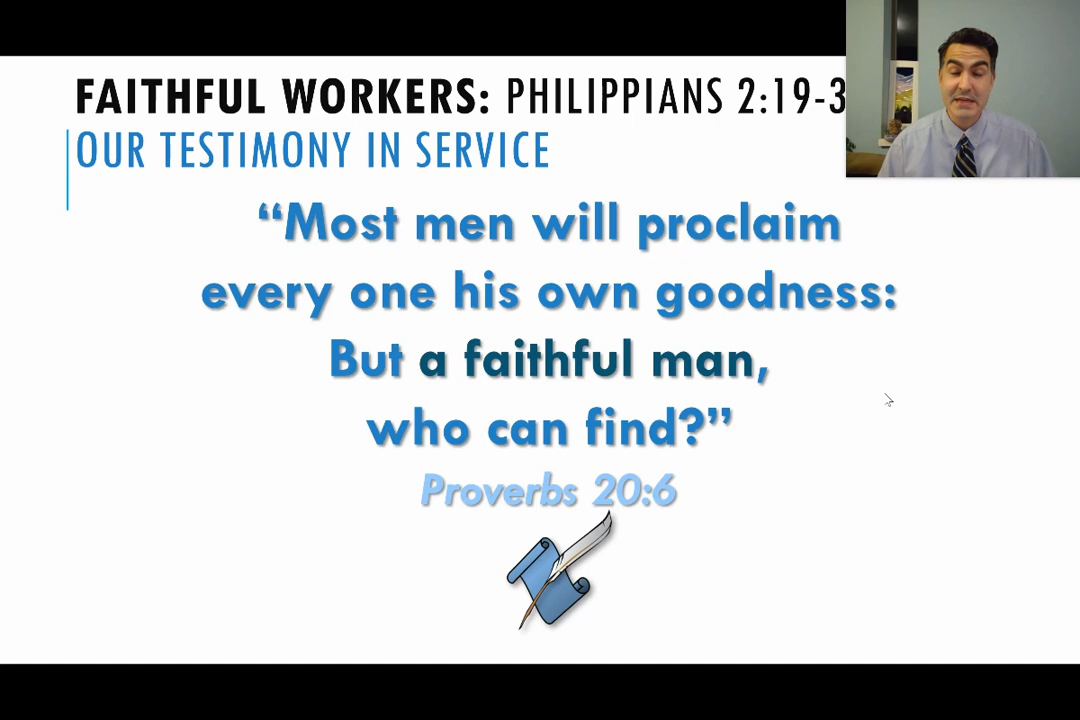 FAITHFUL WORKERS: PHILIPPIANS 2:19-3
OUR TESTIMONY IN SERVICE
“Most men will proclaim
every one his own goodness:
But a faithful man,
who can find?”
Proverbs 20:6